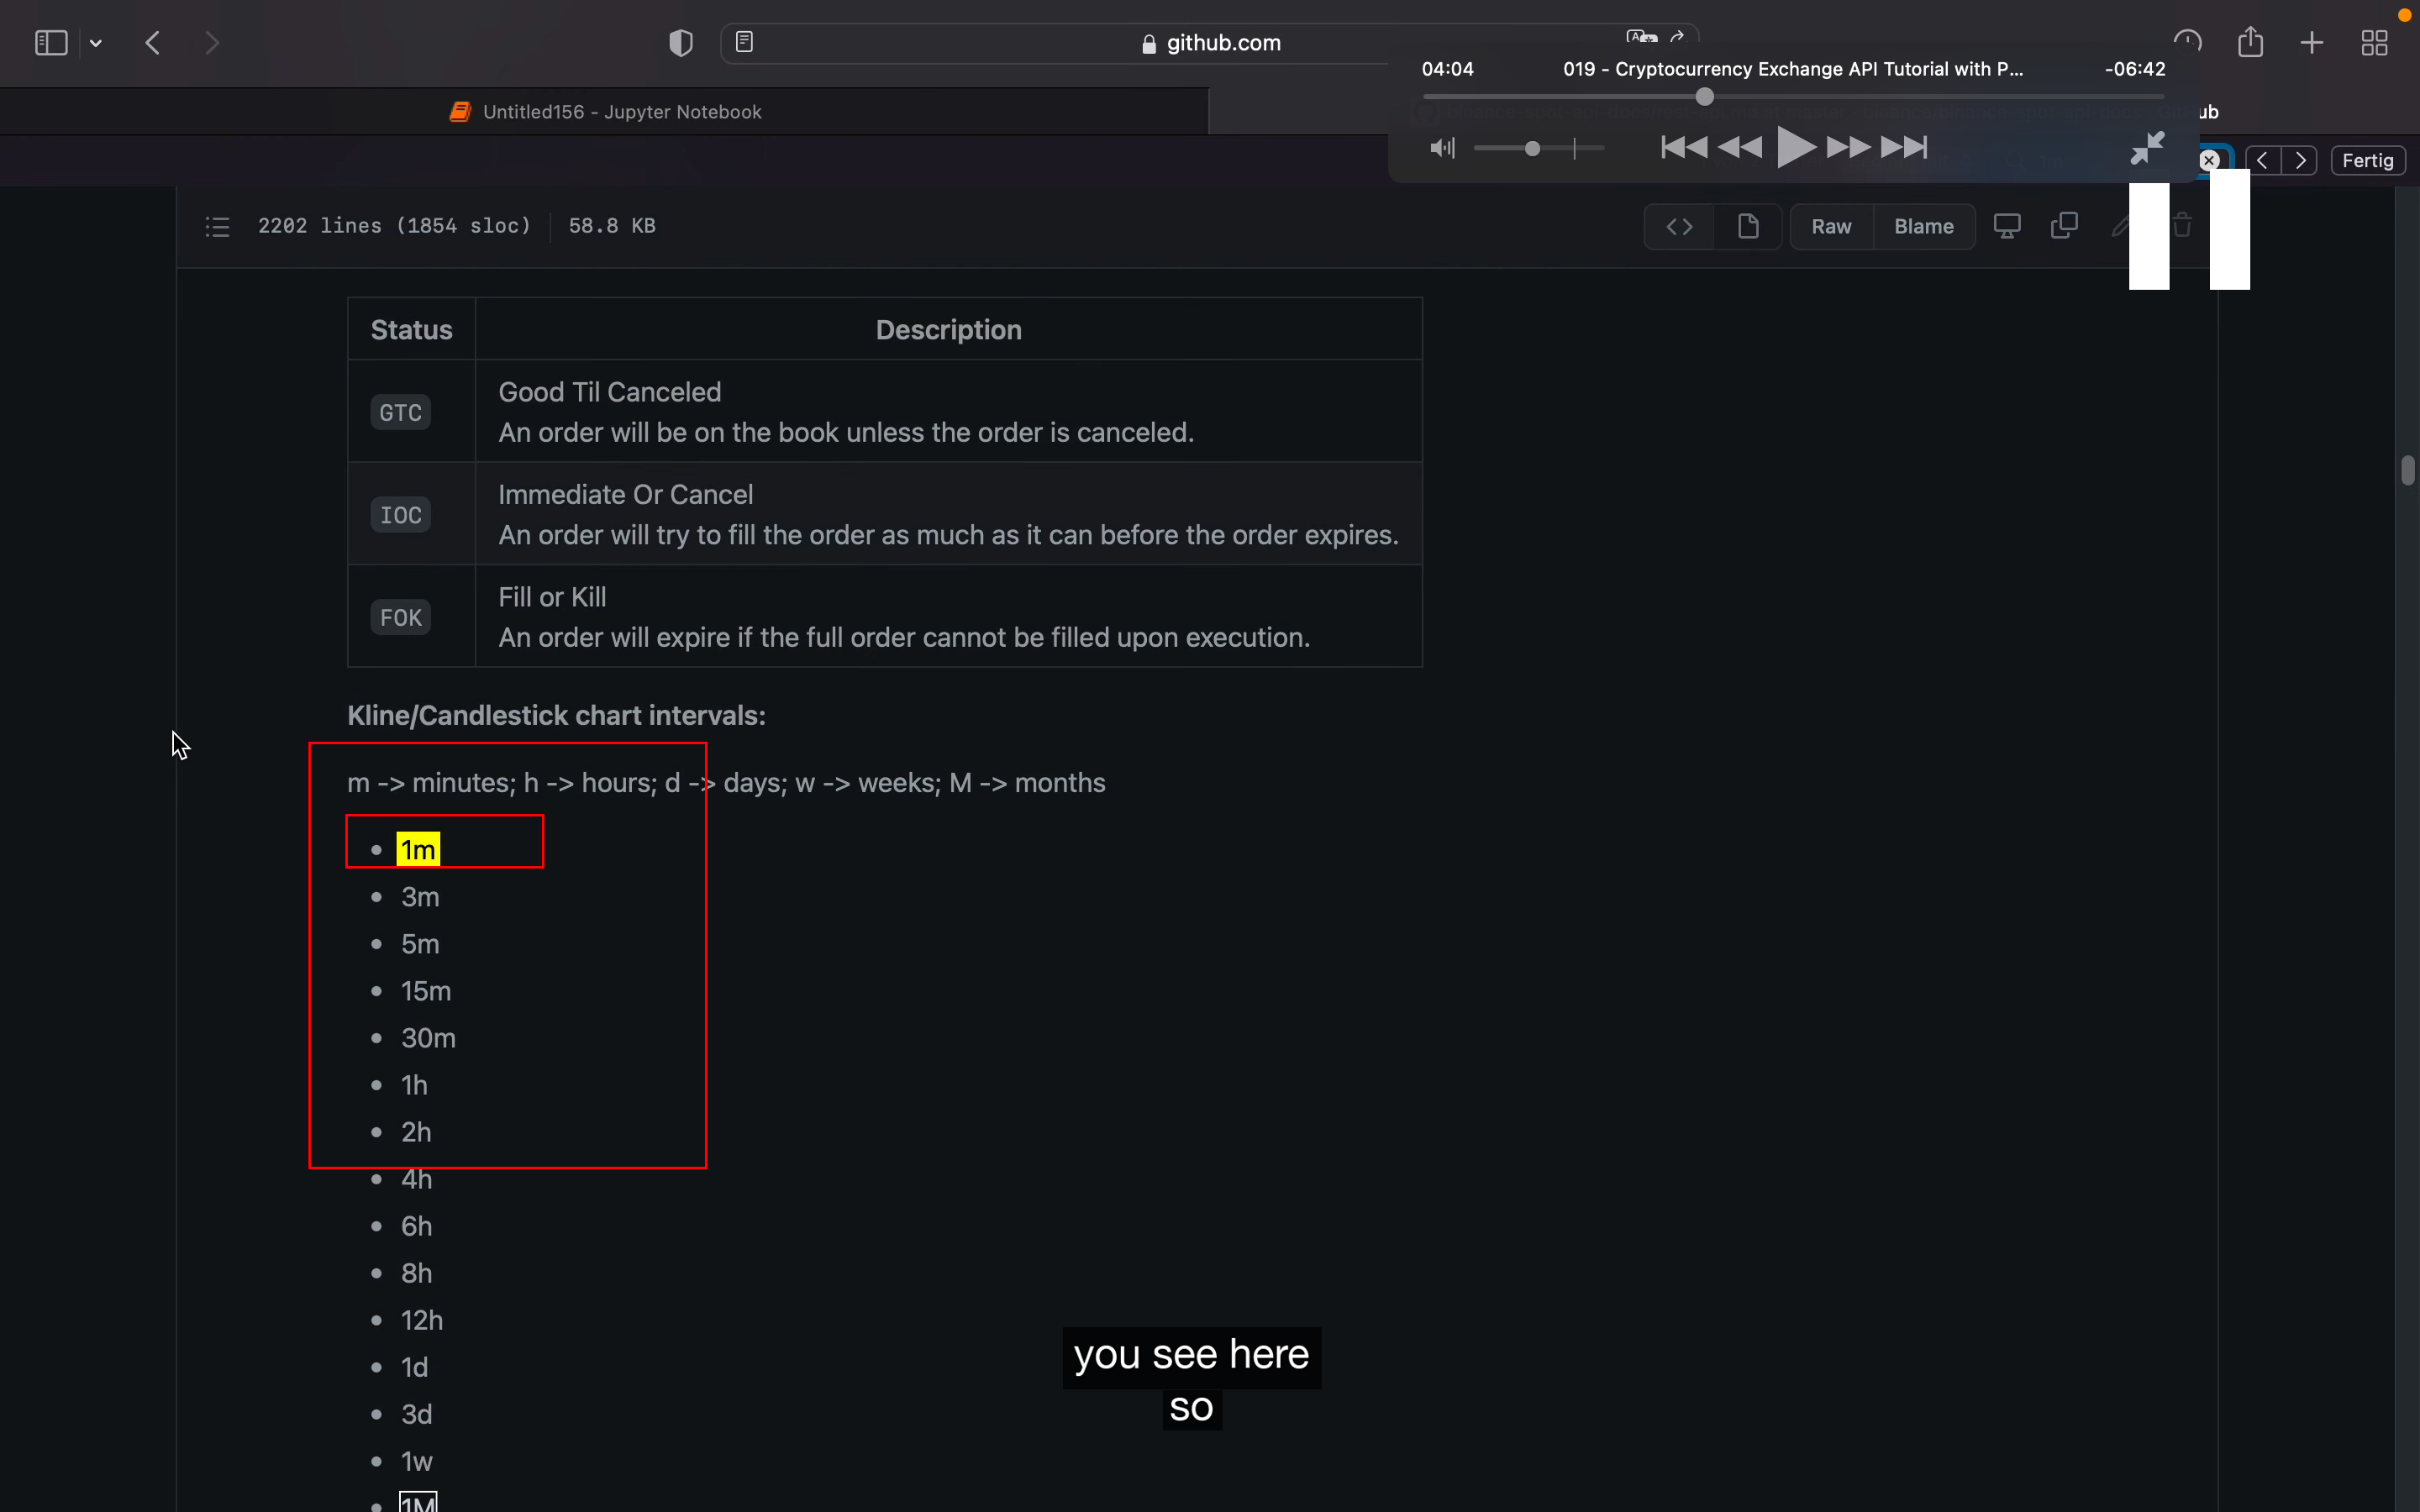 github.com
04:04
019 - Cryptocurrency Exchange API Tutorial with P...
-06:42
Untitled156 - Jupyter Notebook
ub
Fertig
2202 lines (1854 sloc)
58.8 KB
Raw
Blame
Status
Description
GTC
Good Til Canceled
An order will be on the book unless the order is canceled.
IOC
Immediate Or Cancel
An order will try to fill the order as much as it can before the order expires.
FOK
Fill or Kill
An order will expire if the full order cannot be filled upon execution.
Kline/Candlestick chart intervals:
m -> minutes; h -> hours; d -> days; w -> weeks; M -> months
1m
3m
5m
15m
30m
1h
2h
4h
6h
8h
12h
1d
3d
1w
1M
you see here
so